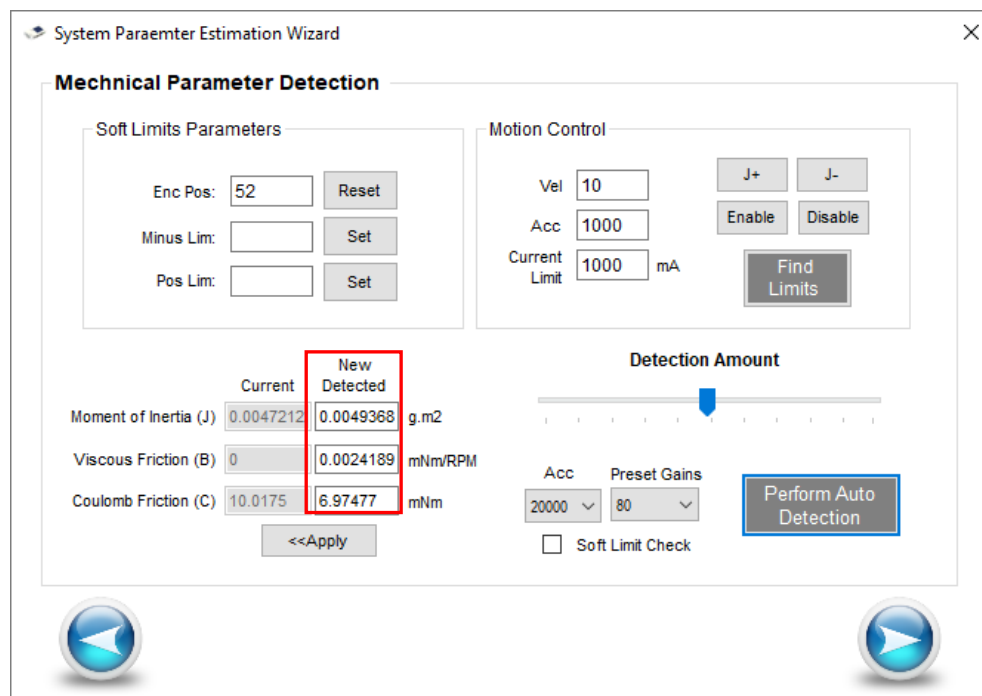 System Paraemter Estimation Wizard
Mechnical Parameter Detection
Soft Limits Parameters
Enc Pos: 52 Reset
Minus Lim: Set
Pos Lim: Set
Motion Control
Vel 10 J+ J-
Acc 1000 Enable Disable
Current
Limit 1000 mA
Find
Limits
New
Current Detected
Moment of Inertia (J) 0.0047212 0.0049368 g.m2
Viscous Friction (B) 0 0.0024189 mNm/RPM
Coulomb Friction (C) 10.0175 6.97477 mNm
<<Apply
Detection Amount
Acc Preset Gains
20000 80
Soft Limit Check
Perform Auto
Detection